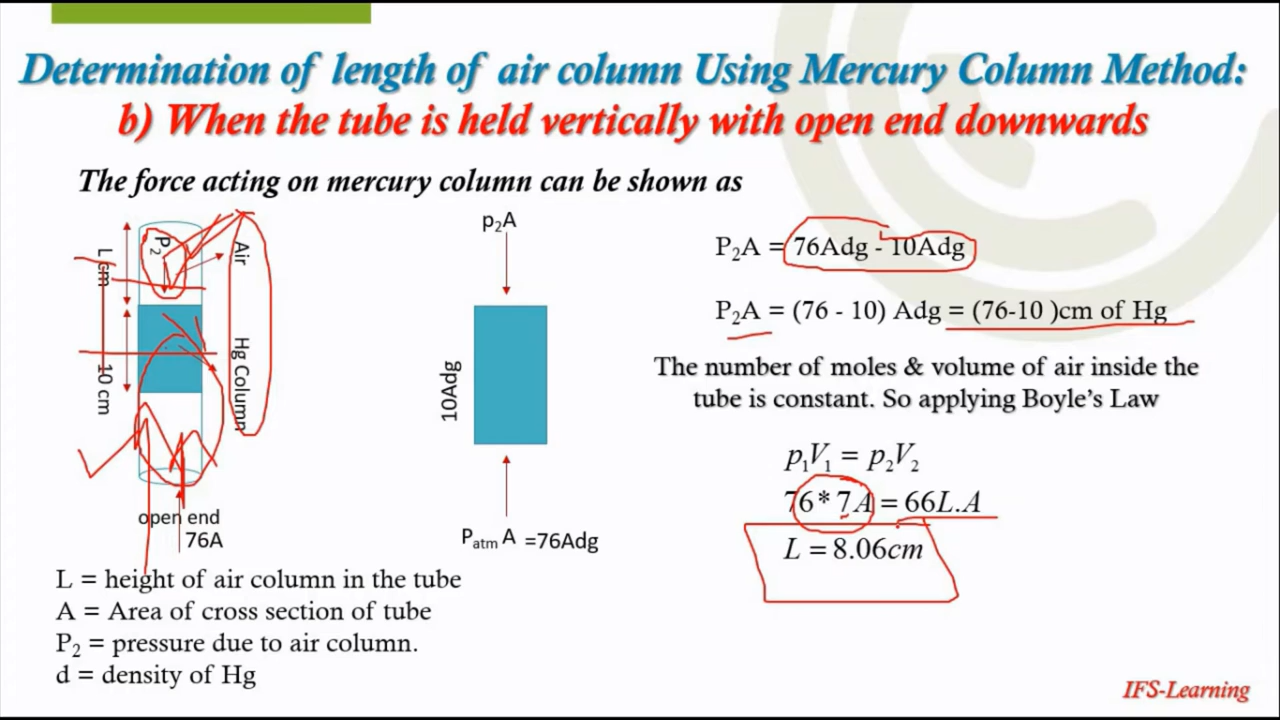 Determination of length of air column Using Mercury Column Method:
b) When the tube is held vertically with open end downwards
The force acting on mercury column can be shown as
L cm
P₂
Air
10 cm
Hg Column
open end
76A
p₂A
10Adg
Pₐₜₘ A =76Adg
P₂A = 76Adg - 10Adg
P₂A = (76 - 10) Adg = (76-10 )cm of Hg
The number of moles & volume of air inside the
tube is constant. So applying Boyle's Law
p₁V₁ = p₂V₂
76*7A = 66L.A
L = 8.06cm
L = height of air column in the tube
A = Area of cross section of tube
P₂ = pressure due to air column.
d = density of Hg
IFS-Learning